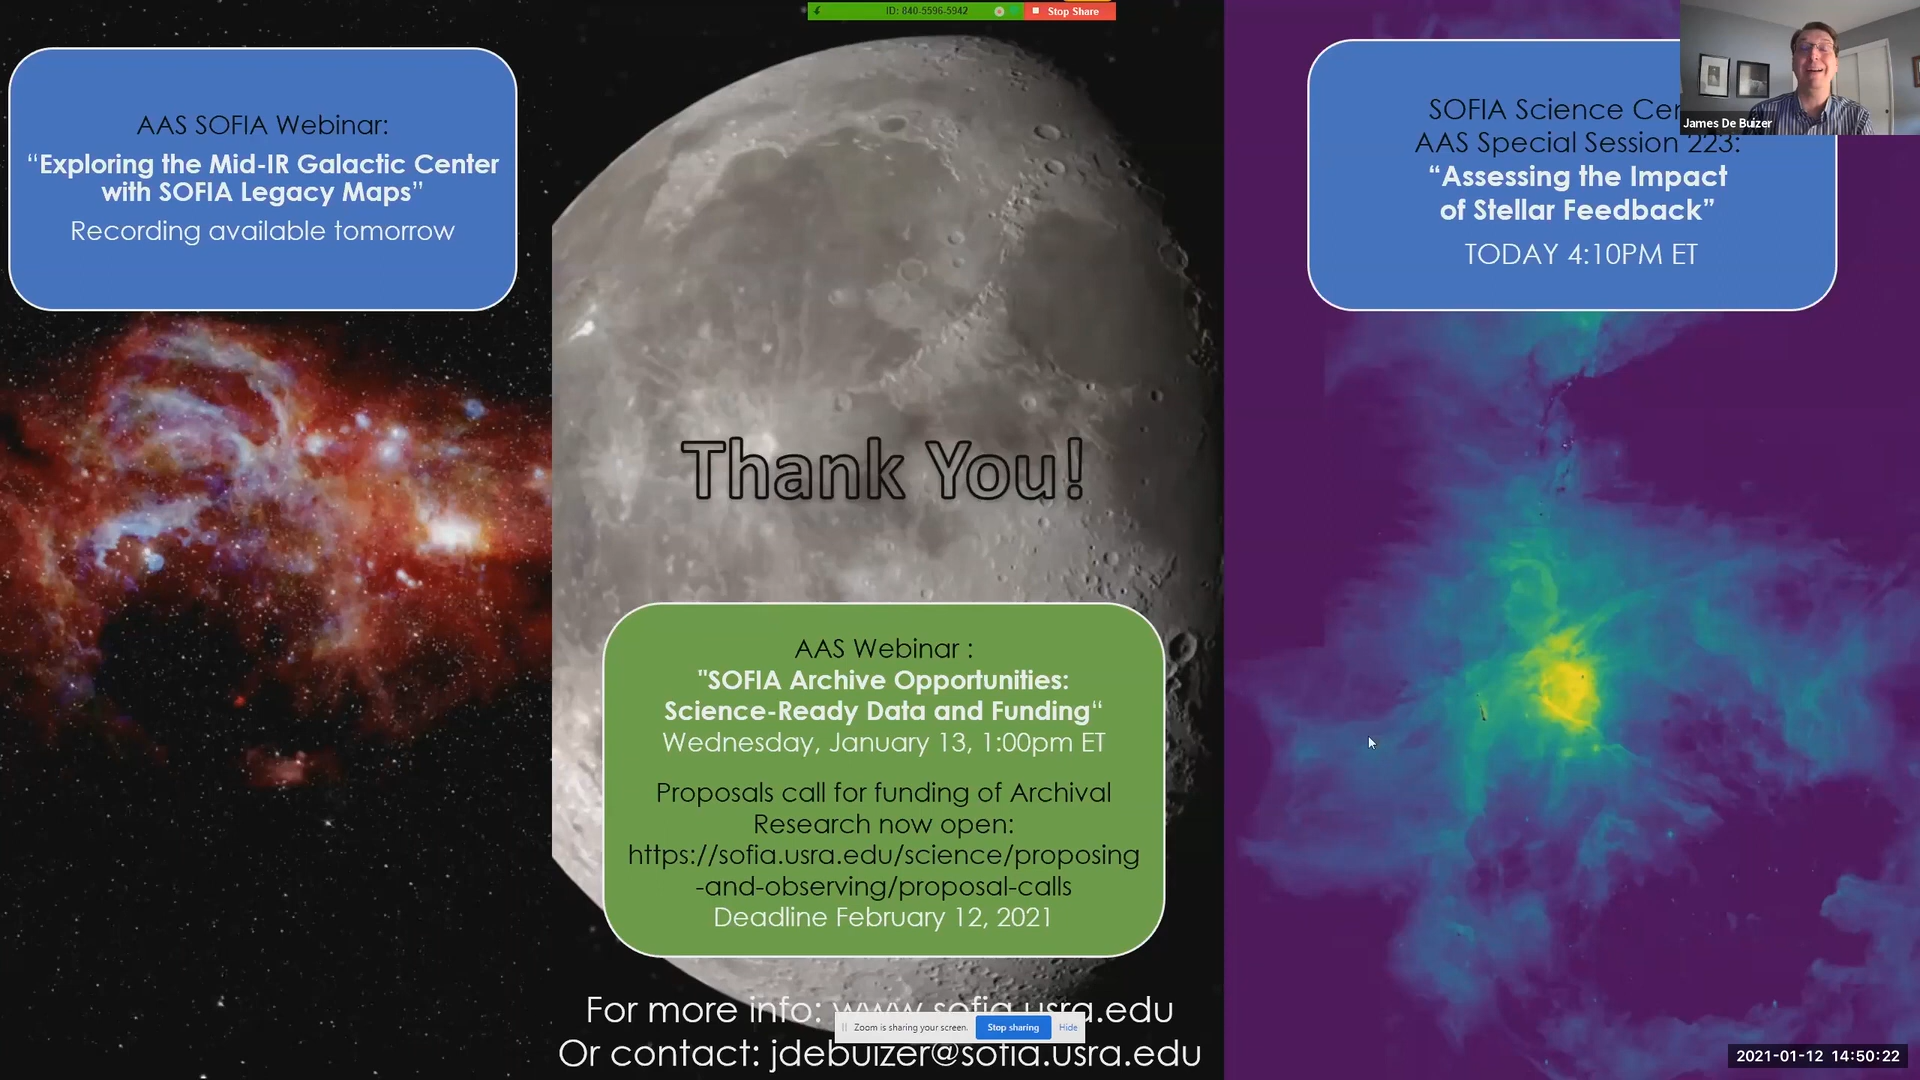 ID: 840-5596-5942
Stop Share
AAS SOFIA Webinar:
“Exploring the Mid-IR Galactic Center
with SOFIA Legacy Maps”
Recording available tomorrow
SOFIA Science Cen
AAS Special Session 223:
“Assessing the Impact
of Stellar Feedback”
TODAY 4:10PM ET
James De Buizer
Thank You!
AAS Webinar :
"SOFIA Archive Opportunities:
Science-Ready Data and Funding“
Wednesday, January 13, 1:00pm ET
Proposals call for funding of Archival
Research now open:
https://sofia.usra.edu/science/proposing
-and-observing/proposal-calls
Deadline February 12, 2021
For more info: www.sofia.usra.edu
Zoom is sharing your screen.
Stop sharing
Hide
Or contact: jdebuizer@sofia.usra.edu
2021-01-12 14:50:22